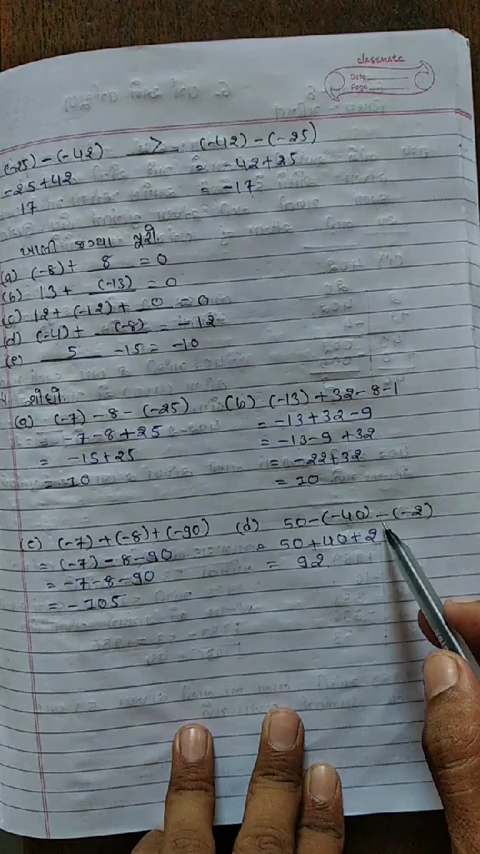 classmate
Date
Page
(-25) - (-42) > (-42) - (-25)
-25+42 = -42+25
17 = -17
ખાલી જગ્યા પૂરો.
(a) (-8) + 8 = 0
(b) 13 + (-13) = 0
(c) 12 + (-12) + 0 = 0
(d) (-4) + (-8) = -12
(e) 5 -15 = -10
શોધો.
(a) (-7) - 8 - (-25)
= -7-8+25
= -15+25
= 10
(b) (-13) + 32 - 8 - 1
= -13+32-9
= -13-9+32
= -22+32
= 10
(c) (-7) + (-8) + (-90)
= (-7) - 8 - 90
= -7-8-90
= -105
(d) 50 - (-40) - (-2)
= 50+40+2
= 92